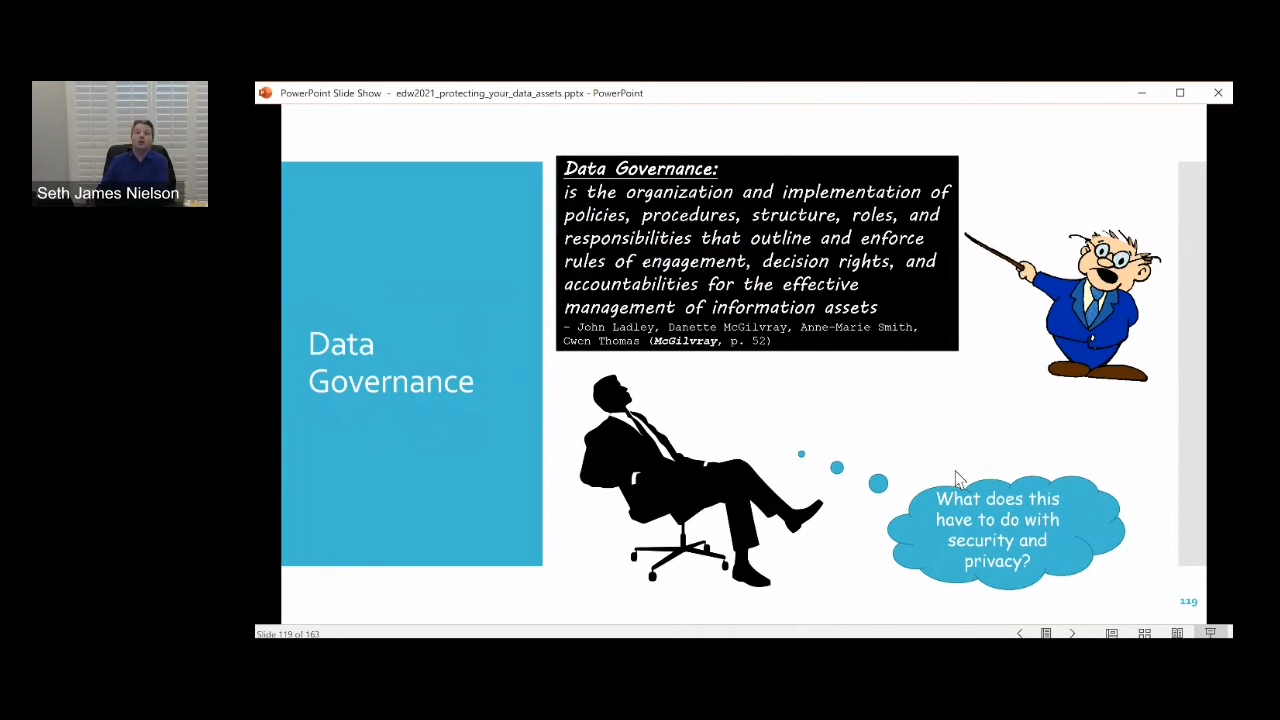 PowerPoint Slide Show - edw2021_protecting_your_data_assets.pptx - PowerPoint
Seth James Nielson
Data
Governance
Data Governance:
is the organization and implementation of
policies, procedures, structure, roles, and
responsibilities that outline and enforce
rules of engagement, decision rights, and
accountabilities for the effective
management of information assets
– John Ladley, Danette McGilvray, Anne-Marie Smith,
Gwen Thomas (McGilvray, p. 52)
What does this
have to do with
security and
privacy?
119
Slide 119 of 163